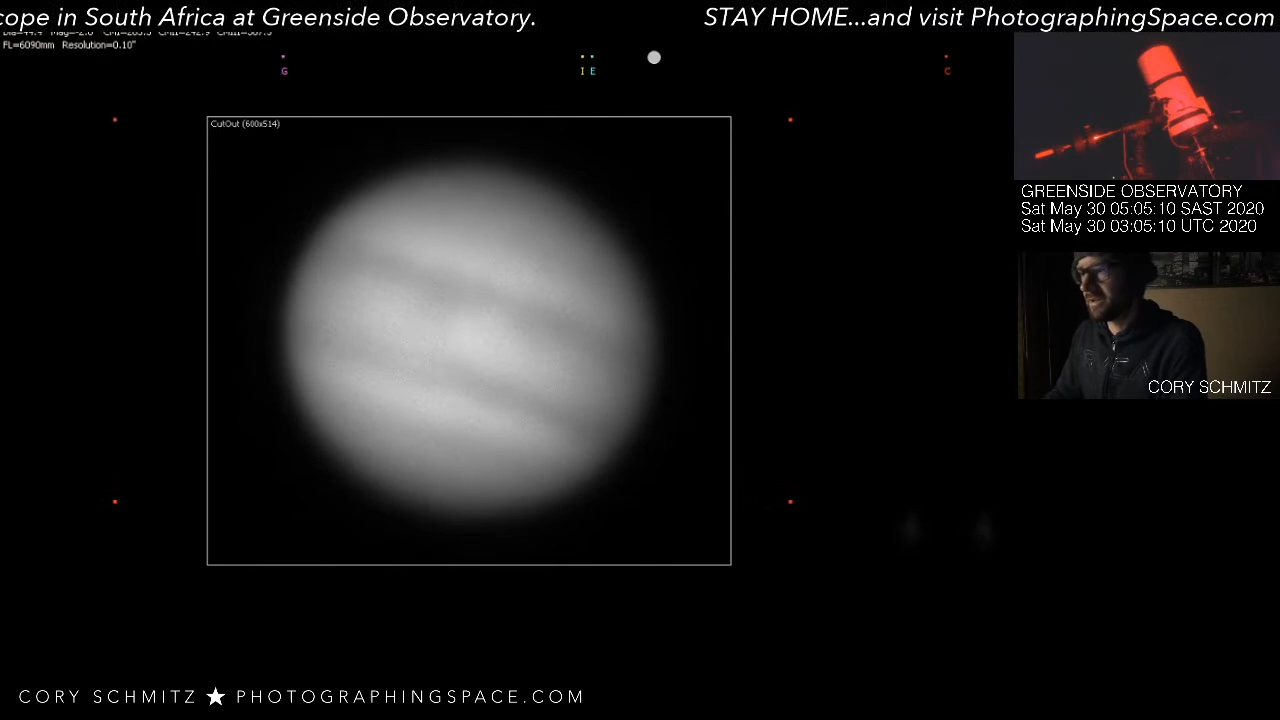 cope in South Africa at Greenside Observatory. STAY HOME...and visit PhotographingSpace.com
FL=6090mm Resolution=0.10"
G I E C
CutOut (600x514)
GREENSIDE OBSERVATORY
Sat May 30 05:05:10 SAST 2020
Sat May 30 03:05:10 UTC 2020
CORY SCHMITZ
CORY SCHMITZ ★ PHOTOGRAPHINGSPACE.COM